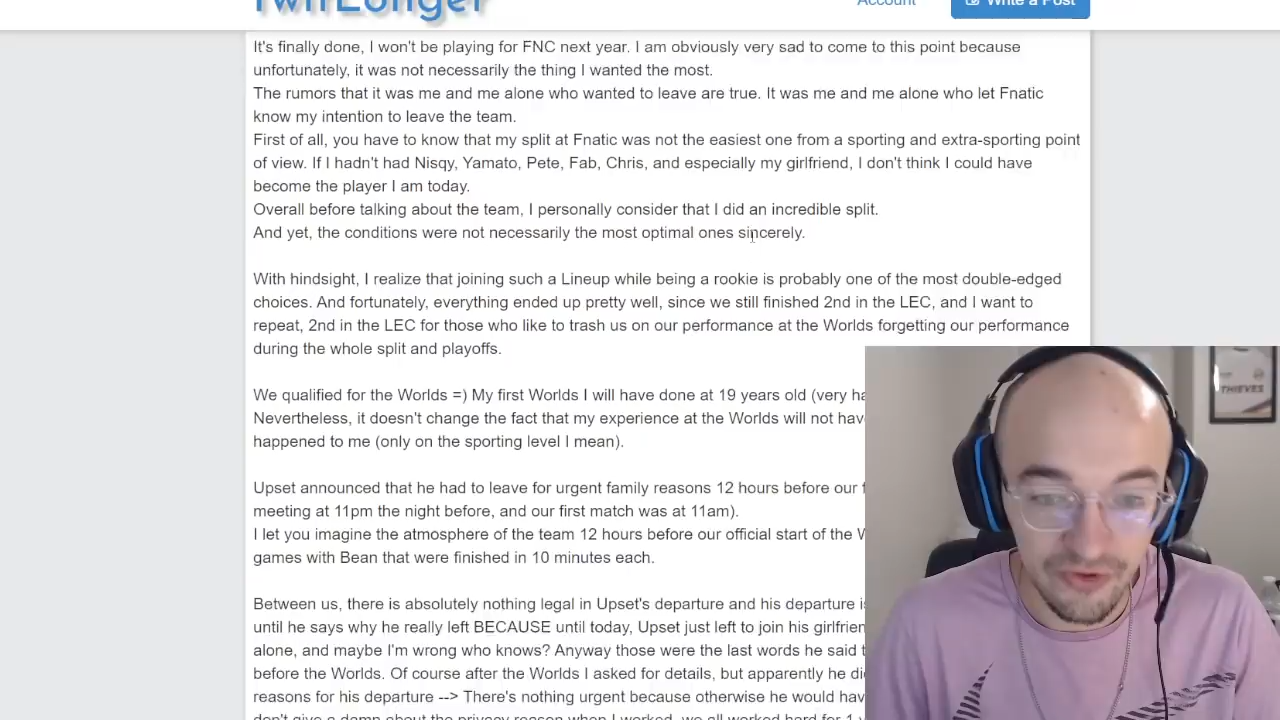 TwitLonger
Account
Write a Post
It's finally done, I won't be playing for FNC next year. I am obviously very sad to come to this point because
unfortunately, it was not necessarily the thing I wanted the most.
The rumors that it was me and me alone who wanted to leave are true. It was me and me alone who let Fnatic
know my intention to leave the team.
First of all, you have to know that my split at Fnatic was not the easiest one from a sporting and extra-sporting point
of view. If I hadn't had Nisqy, Yamato, Pete, Fab, Chris, and especially my girlfriend, I don't think I could have
become the player I am today.
Overall before talking about the team, I personally consider that I did an incredible split.
And yet, the conditions were not necessarily the most optimal ones sincerely.
With hindsight, I realize that joining such a Lineup while being a rookie is probably one of the most double-edged
choices. And fortunately, everything ended up pretty well, since we still finished 2nd in the LEC, and I want to
repeat, 2nd in the LEC for those who like to trash us on our performance at the Worlds forgetting our performance
during the whole split and playoffs.
We qualified for the Worlds =) My first Worlds I will have done at 19 years old (very
Nevertheless, it doesn't change the fact that my experience at the Worlds will not
happened to me (only on the sporting level I mean).
Upset announced that he had to leave for urgent family reasons 12 hours before our
meeting at 11pm the night before, and our first match was at 11am).
I let you imagine the atmosphere of the team 12 hours before our official start of the
games with Bean that were finished in 10 minutes each.
Between us, there is absolutely nothing legal in Upset's departure and his departure
until he says why he really left BECAUSE until today, Upset just left to join his
alone, and maybe I'm wrong who knows? Anyway those were the last words he said
before the Worlds. Of course after the Worlds I asked for details, but apparently he
reasons for his departure --> There's nothing urgent because otherwise he would
don't give a damn about the privacy reason when I worked, we all worked hard for 1
THIEVES